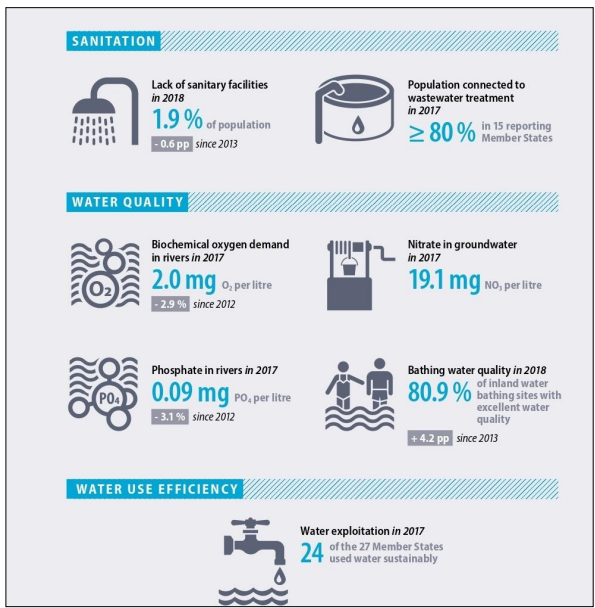 SANITATION
Lack of sanitary facilities
in 2018
1.9 % of population
- 0.6 pp since 2013
Population connected to
wastewater treatment
in 2017
≥ 80 % in 15 reporting
Member States
WATER QUALITY
Biochemical oxygen demand
in rivers in 2017
2.0 mg O₂ per litre
- 2.9 % since 2012
O₂
Nitrate in groundwater
in 2017
19.1 mg NO₃ per litre
Phosphate in rivers in 2017
0.09 mg PO₄ per litre
- 3.1 % since 2012
PO₄
Bathing water quality in 2018
80.9 % of inland water
bathing sites with
excellent water
quality
+ 4.2 pp since 2013
WATER USE EFFICIENCY
Water exploitation in 2017
24 of the 27 Member States
used water sustainably